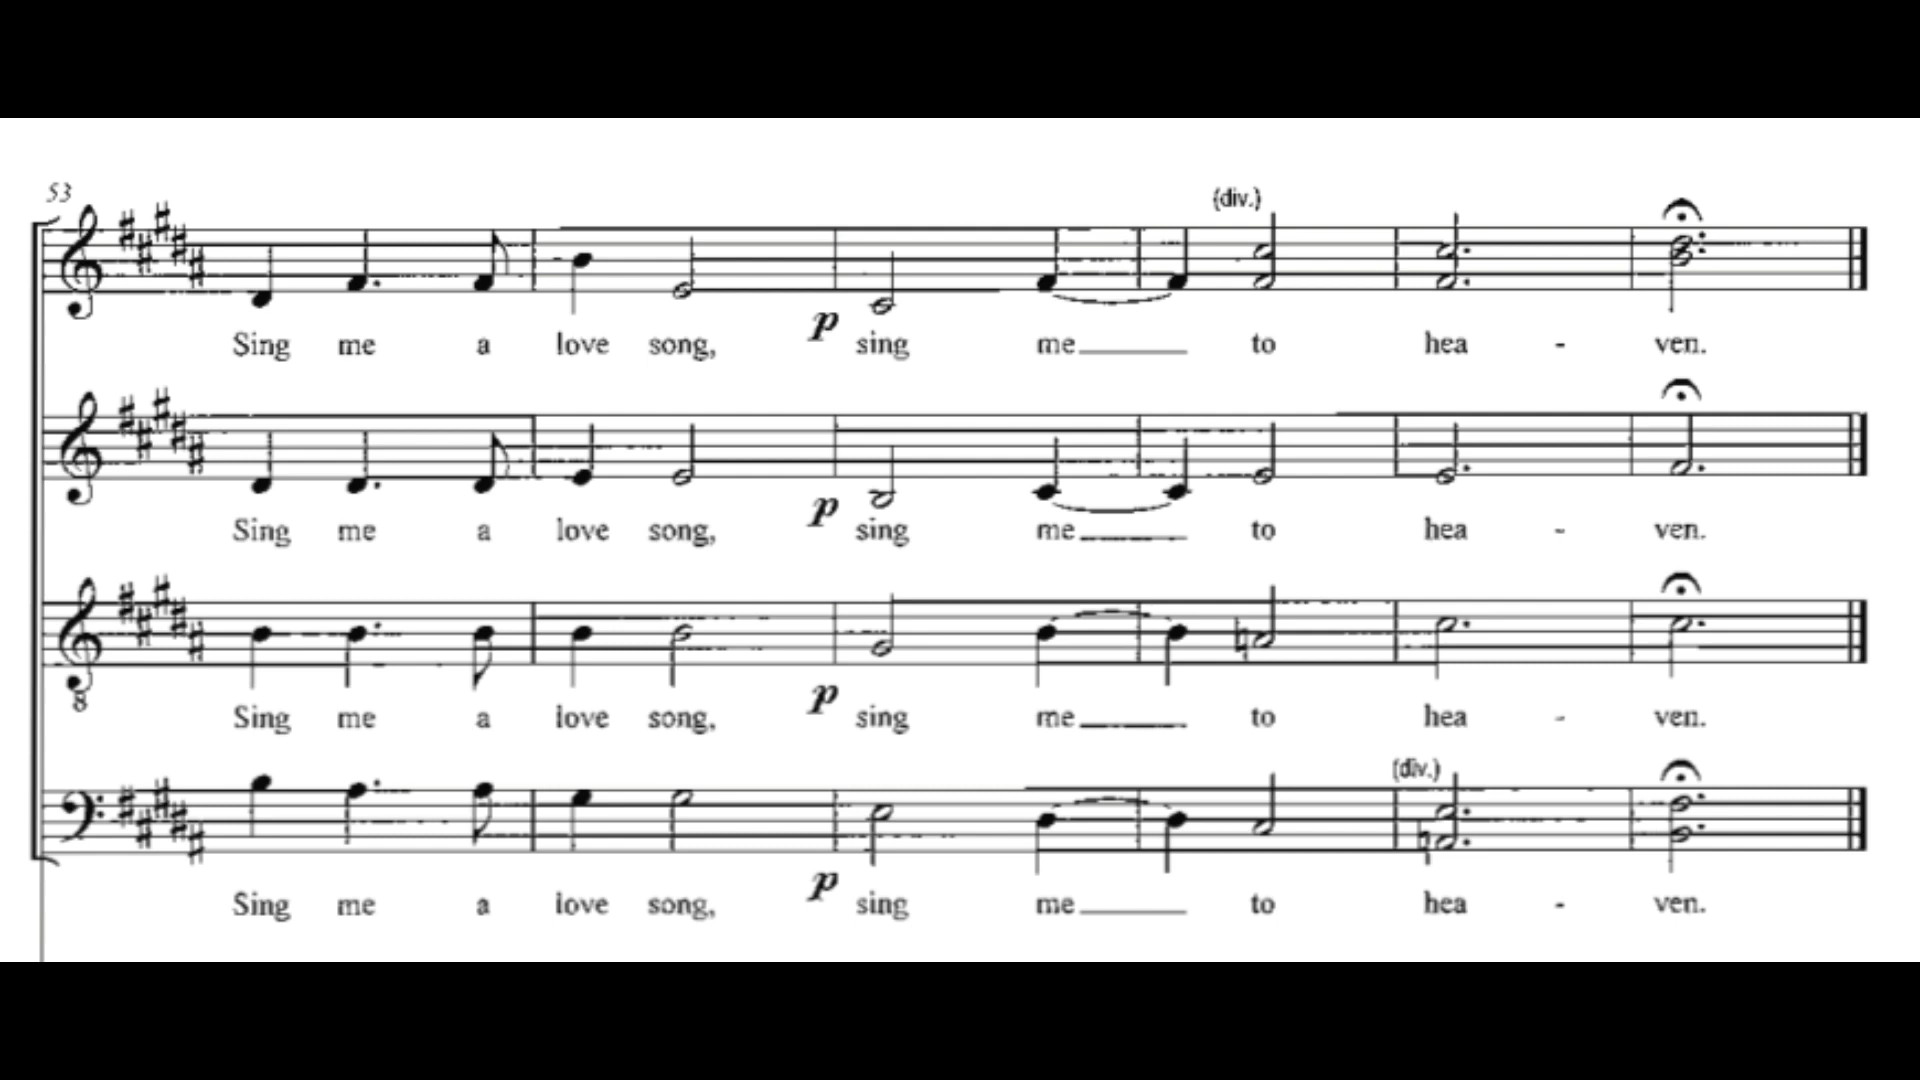 53
(div.)
Sing me a love song, p sing me to hea - ven.
Sing me a love song, p sing me to hea - ven.
8
Sing me a love song, p sing me to hea - ven.
(div.)
Sing me a love song, p sing me to hea - ven.